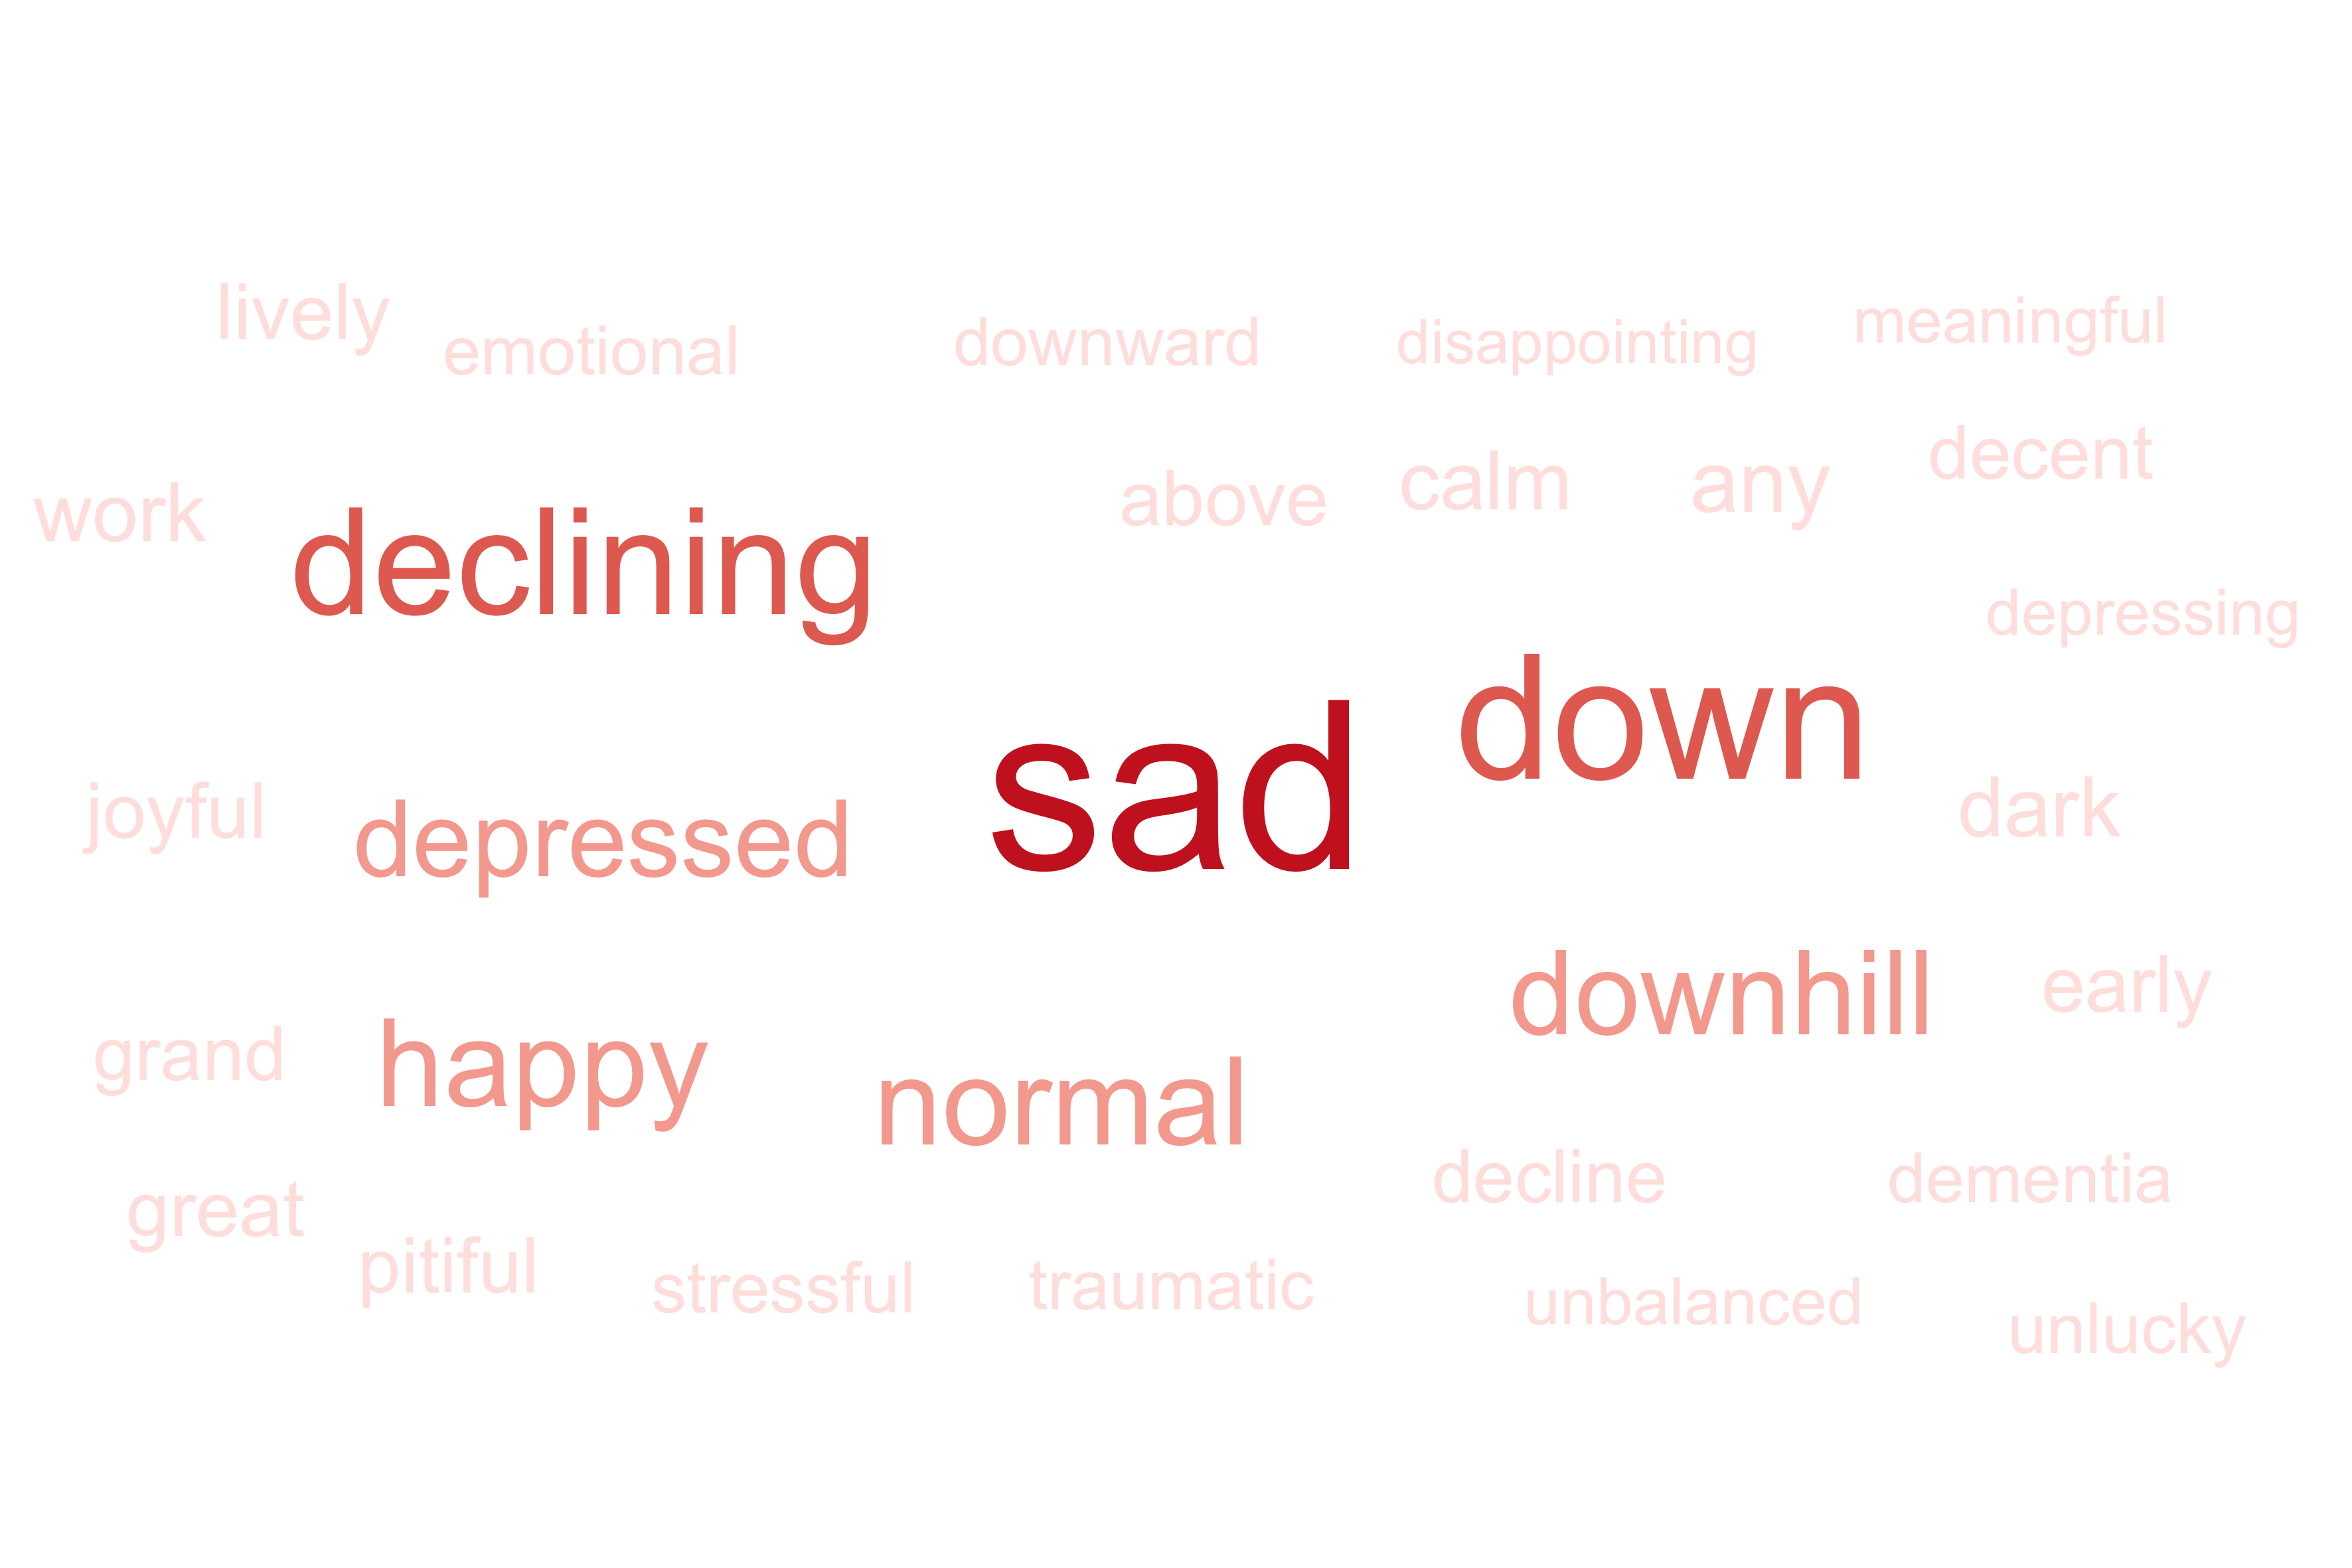 lively
emotional
downward
disappointing
meaningful
work
declining
above
calm
any
decent
depressing
joyful
depressed
sad
down
dark
grand
happy
normal
downhill
early
great
pitiful
stressful
traumatic
decline
dementia
unbalanced
unlucky